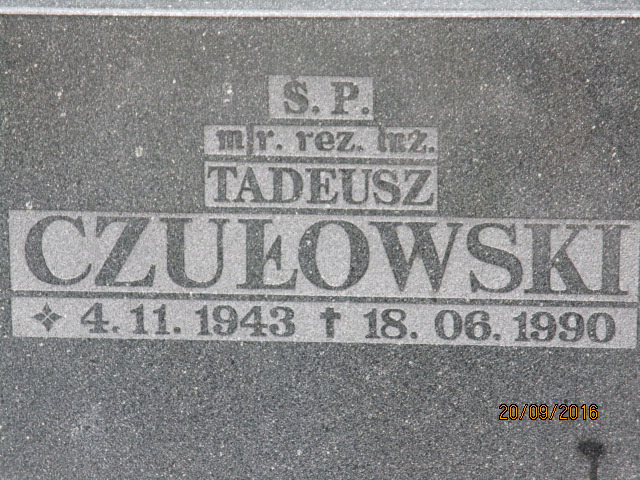 Ś. P.
mjr. rez. inż.
TADEUSZ
CZUŁOWSKI
4. 11. 1943 † 18. 06. 1990
20/09/2016